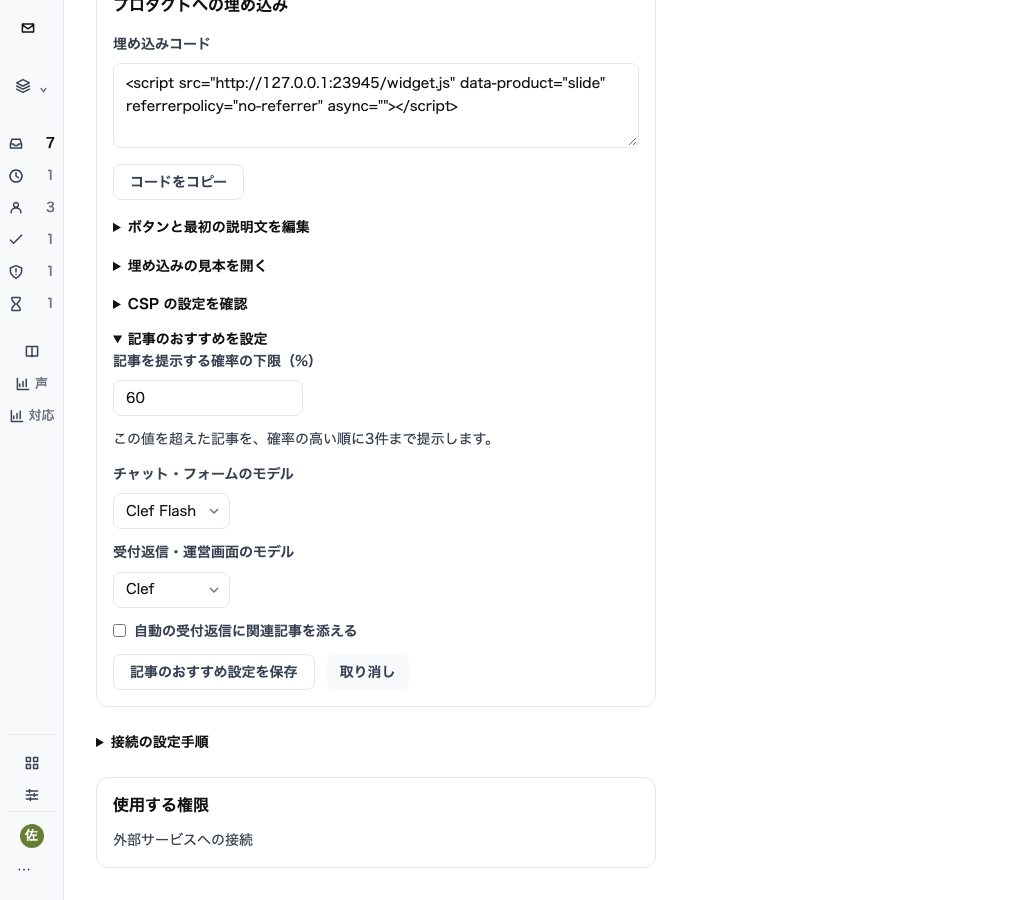 プロダクトへの埋め込み
埋め込みコード
<script src="http://127.0.0.1:23945/widget.js" data-product="slide"
referrerpolicy="no-referrer" async=""></script>
コードをコピー
ボタンと最初の説明文を編集
埋め込みの見本を開く
CSP の設定を確認
記事のおすすめを設定
記事を提示する確率の下限（%）
60
この値を超えた記事を、確率の高い順に3件まで提示します。
チャット・フォームのモデル
Clef Flash
受付返信・運営画面のモデル
Clef
自動の受付返信に関連記事を添える
記事のおすすめ設定を保存
取り消し
接続の設定手順
使用する権限
外部サービスへの接続
7
1
3
1
1
1
声
対応
佐
…